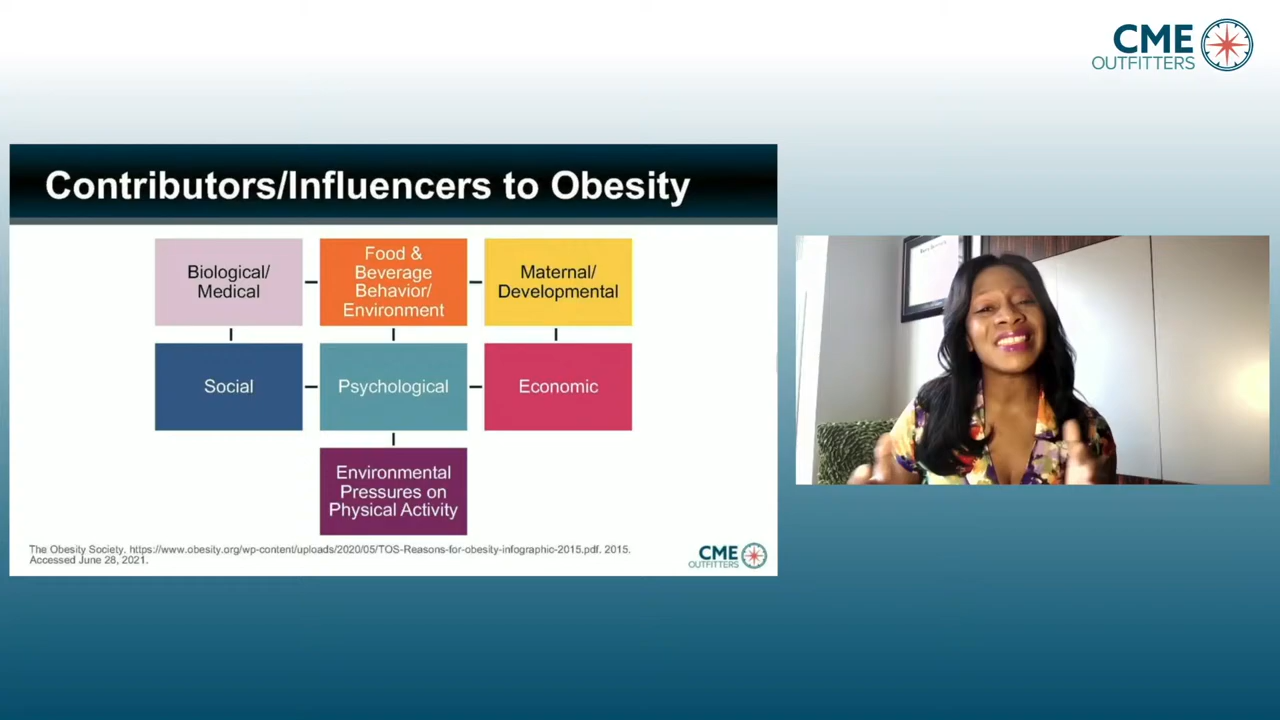 CME
OUTFITTERS
Contributors/Influencers to Obesity
Biological/
Medical
Food &
Beverage
Behavior/
Environment
Maternal/
Developmental
Social
Psychological
Economic
Environmental
Pressures on
Physical Activity
The Obesity Society. https://www.obesity.org/wp-content/uploads/2020/05/TOS-Reasons-for-obesity-infographic-2015.pdf. 2015.
Accessed June 28, 2021.
CME
OUTFITTERS